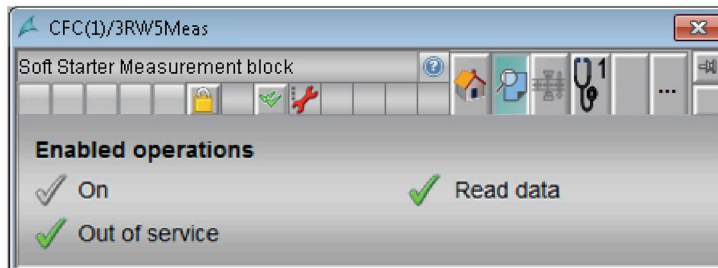 CFC(1)/3RW5Meas
Soft Starter Measurement block
1
...
Enabled operations
On
Read data
Out of service